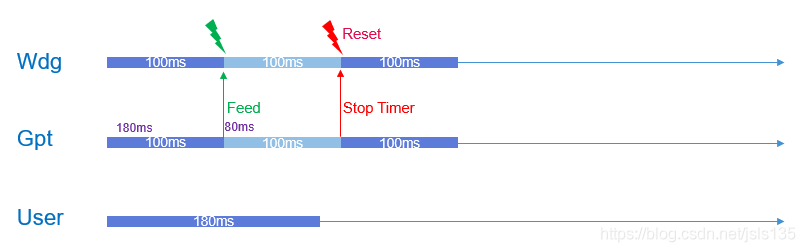 Reset
Wdg
100ms
100ms
100ms
Feed
Stop Timer
180ms
80ms
Gpt
100ms
100ms
100ms
User
180ms
https://blog.csdn.net/jsls135